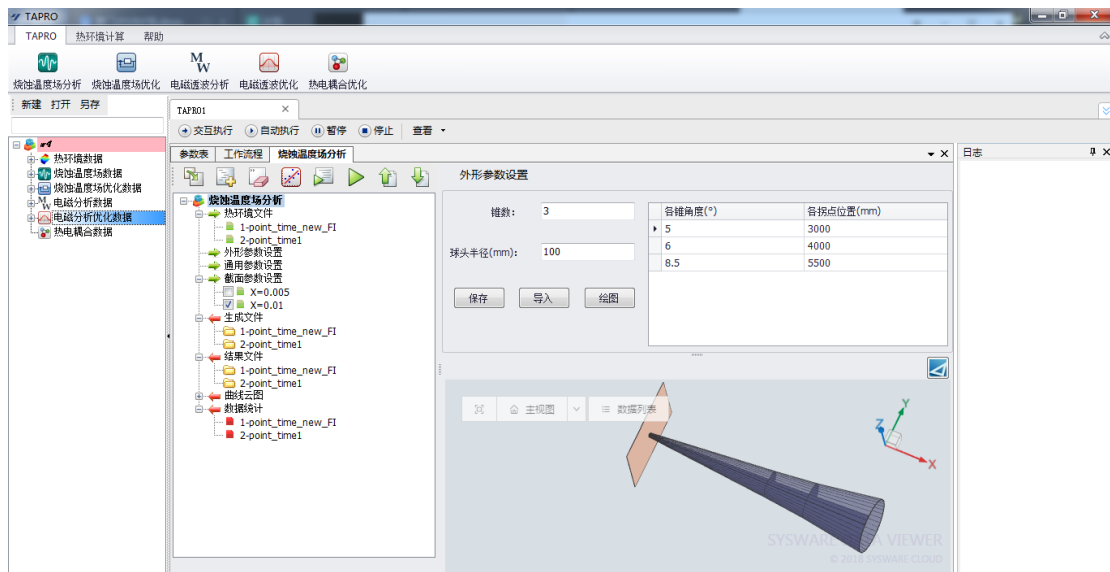 TAPRO
TAPRO 热环境计算 帮助
烧蚀温度场分析 烧蚀温度场优化 电磁透波分析 电磁透波优化 热电耦合优化
新建 打开 另存
TAPRO1
交互执行 自动执行 暂停 停止 查看
参数表 工作流程 烧蚀温度场分析
日志
r4
热环境数据
烧蚀温度场数据
烧蚀温度场优化数据
电磁分析数据
电磁分析优化数据
热电耦合数据
烧蚀温度场分析
热环境文件
1-point_time_new_FI
2-point_time1
外形参数设置
通用参数设置
截面参数设置
X=0.005
X=0.01
生成文件
1-point_time_new_FI
2-point_time1
结果文件
1-point_time_new_FI
2-point_time1
曲线云图
数据统计
1-point_time_new_FI
2-point_time1
外形参数设置
锥数: 3
球头半径(mm): 100
保存 导入 绘图
各锥角度(°) 各拐点位置(mm)
5 3000
6 4000
8.5 5500
主视图 数据列表
Y
Z
X
SYSWARE VIEWER
© 2018 SYSWARE CLOUD